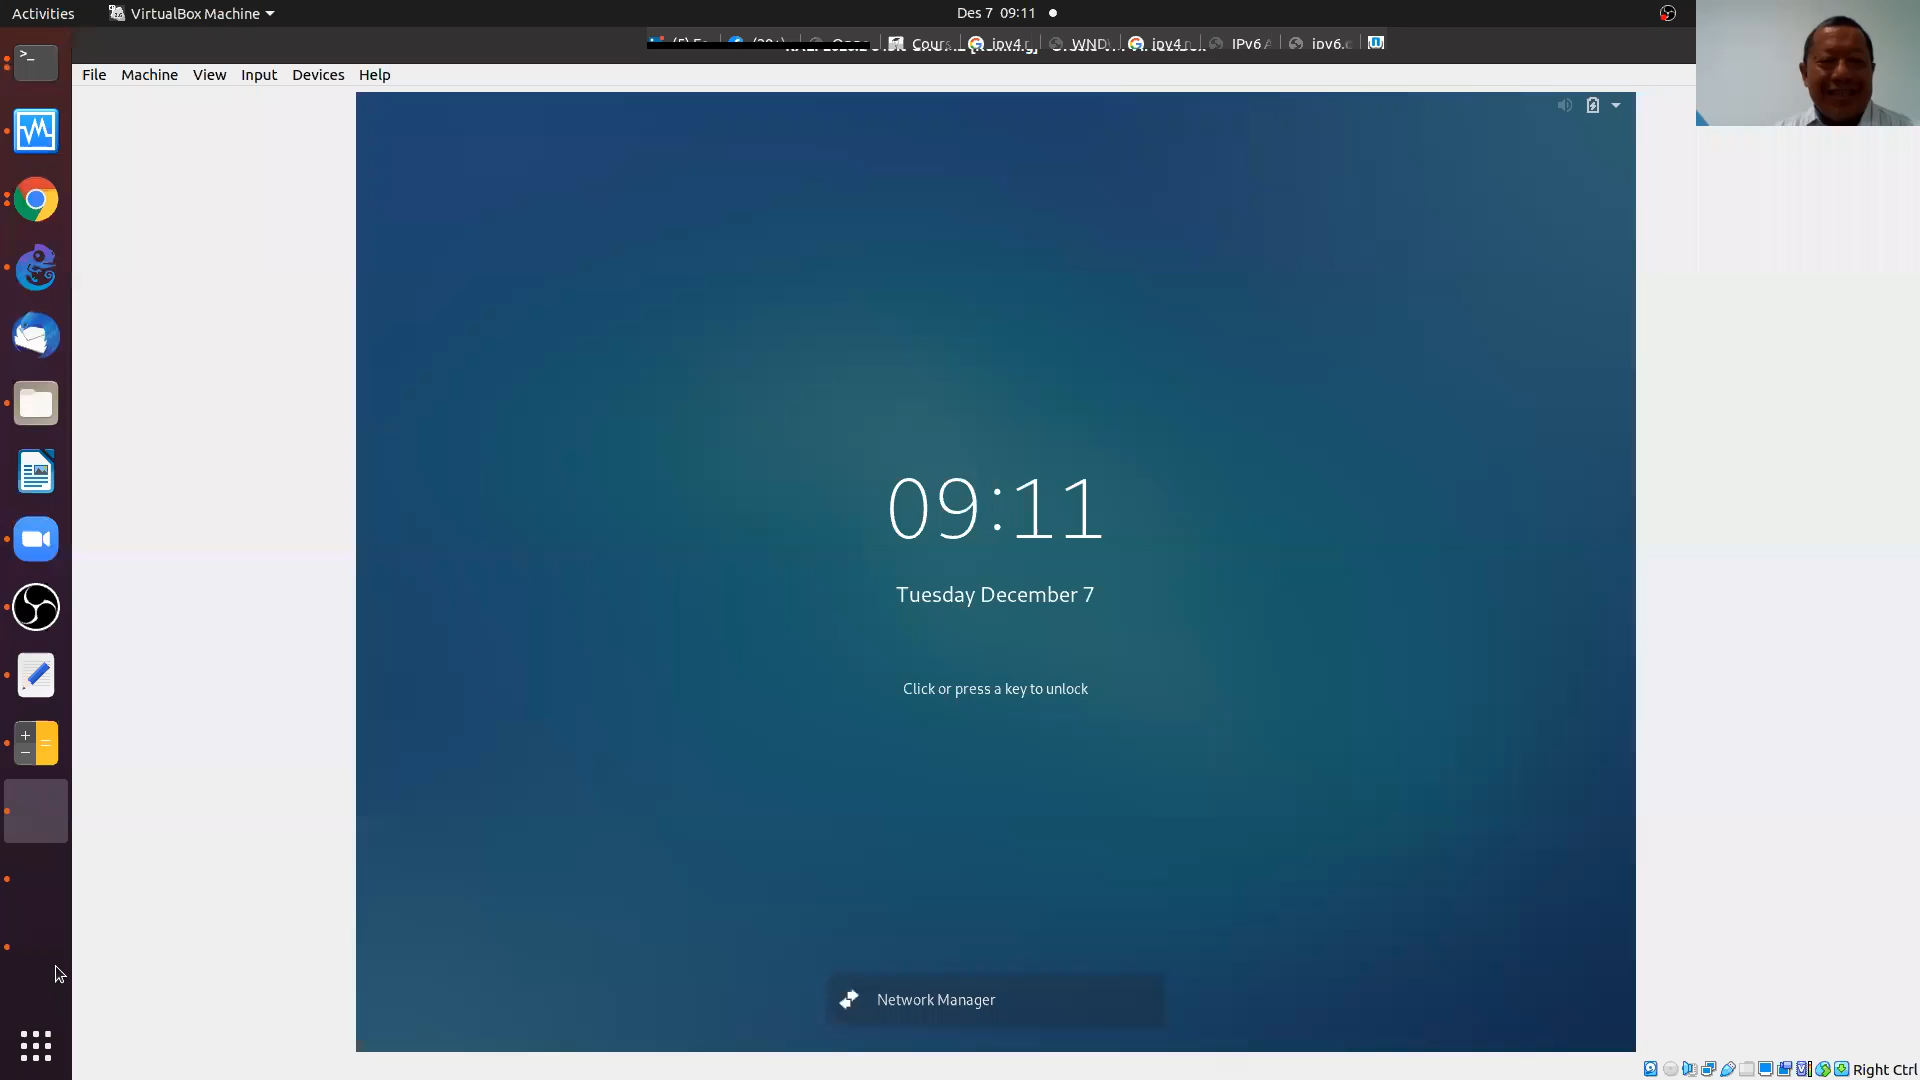 Activities VirtualBox Machine Des 7 09:11
(20+) Cours ipv4 r WND ipv4 r IPv6 A ipv6.c
File Machine View Input Devices Help
09:11
Tuesday December 7
Click or press a key to unlock
Network Manager
Right Ctrl